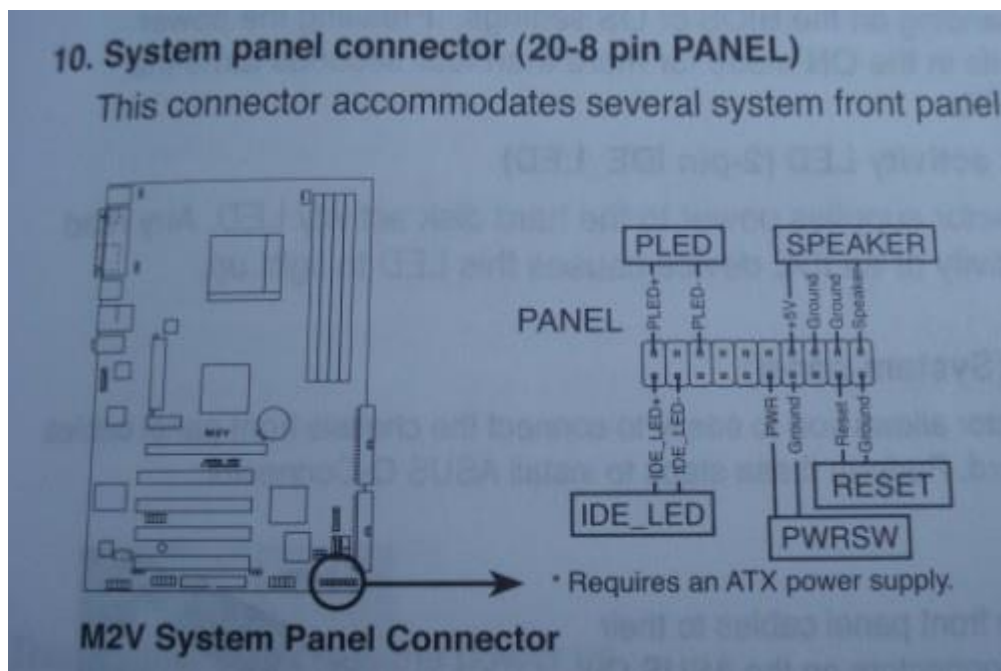 10. System panel connector (20-8 pin PANEL)
This connector accommodates several system front panel
PLED
SPEAKER
PANEL
PLED+
PLED-
+5V
Ground
Ground
Speaker
IDE_LED+
IDE_LED-
PWR
Ground
Reset
Ground
IDE_LED
RESET
PWRSW
* Requires an ATX power supply.
M2V System Panel Connector